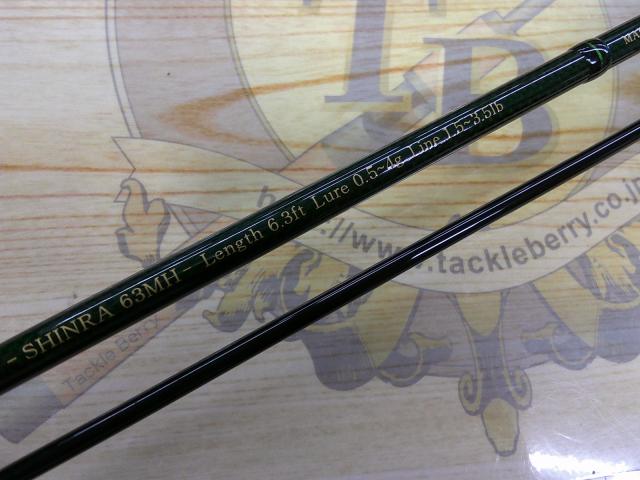 TB
MA
- SHINRA 63MH - Length 6.3ft Lure 0.5~4g Line 1.5~3.5lb
www.tackleberry.co.jp
Tackle Berry